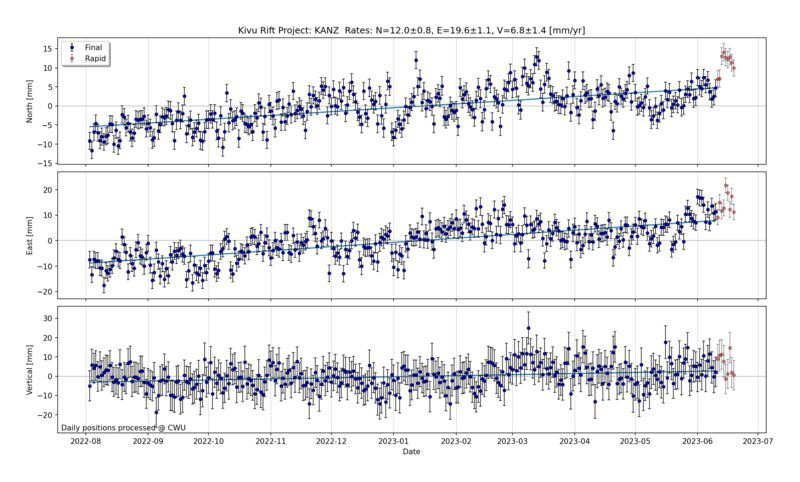 Kivu Rift Project: KANZ Rates: N=12.0±0.8, E=19.6±1.1, V=6.8±1.4 [mm/yr]
Final
Rapid
North [mm]
15
10
5
0
−5
−10
−15
East [mm]
20
10
0
−10
−20
Vertical [mm]
30
20
10
0
−10
−20
Daily positions processed @ CWU
2022-08 2022-09 2022-10 2022-11 2022-12 2023-01 2023-02 2023-03 2023-04 2023-05 2023-06 2023-07
Date